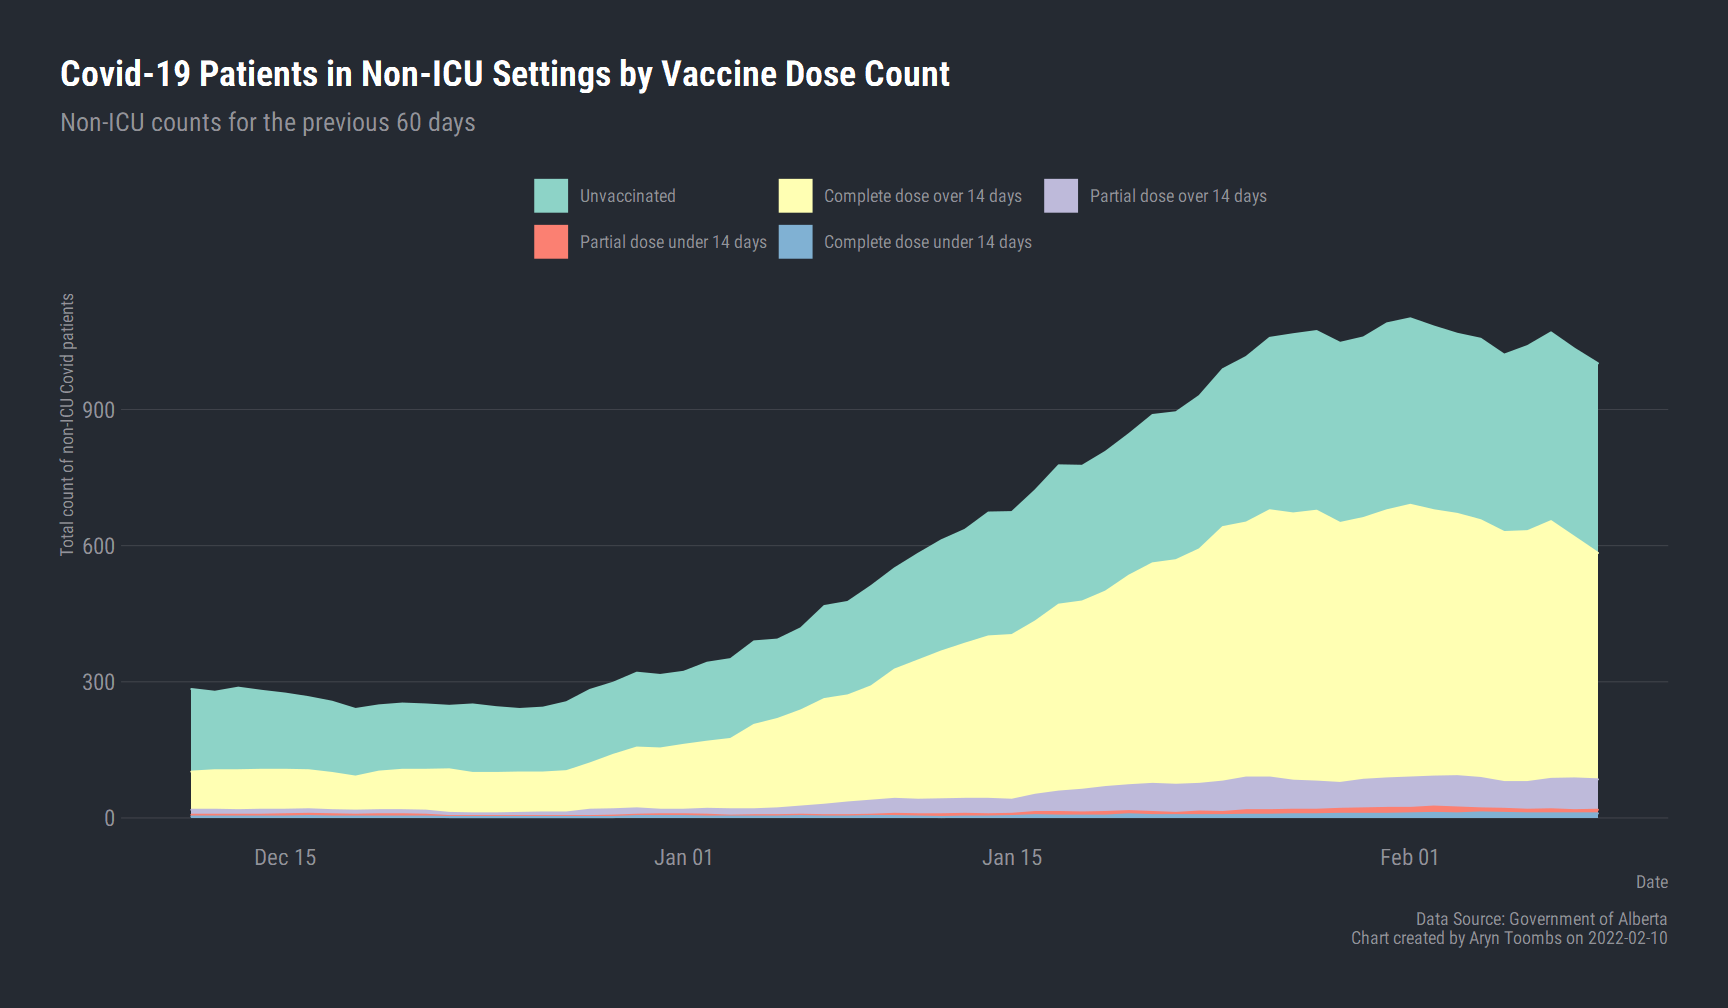 Covid-19 Patients in Non-ICU Settings by Vaccine Dose Count
Non-ICU counts for the previous 60 days
Unvaccinated
Complete dose over 14 days
Partial dose over 14 days
Partial dose under 14 days
Complete dose under 14 days
Total count of non-ICU Covid patients
900
600
300
0
Dec 15
Jan 01
Jan 15
Feb 01
Date
Data Source: Government of Alberta
Chart created by Aryn Toombs on 2022-02-10